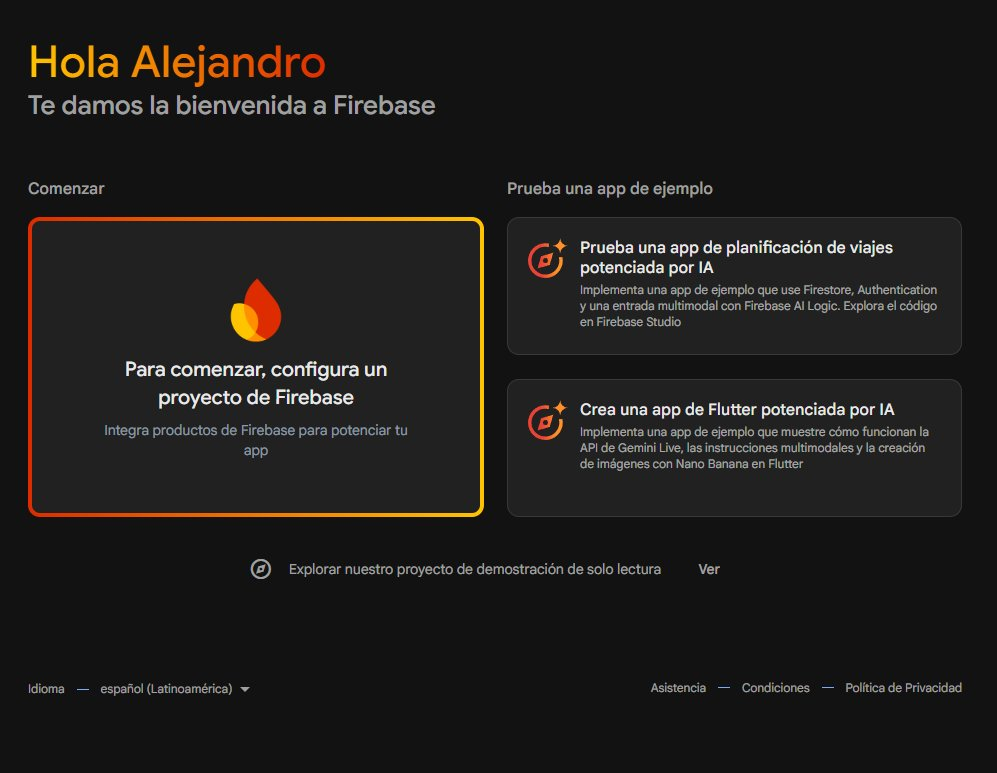 Hola Alejandro
Te damos la bienvenida a Firebase
Comenzar
Para comenzar, configura un
proyecto de Firebase
Integra productos de Firebase para potenciar tu
app
Prueba una app de ejemplo
Prueba una app de planificación de viajes
potenciada por IA
Implementa una app de ejemplo que use Firestore, Authentication
y una entrada multimodal con Firebase AI Logic. Explora el código
en Firebase Studio
Crea una app de Flutter potenciada por IA
Implementa una app de ejemplo que muestre cómo funcionan la
API de Gemini Live, las instrucciones multimodales y la creación
de imágenes con Nano Banana en Flutter
Explorar nuestro proyecto de demostración de solo lectura Ver
Idioma — español (Latinoamérica)
Asistencia — Condiciones — Política de Privacidad